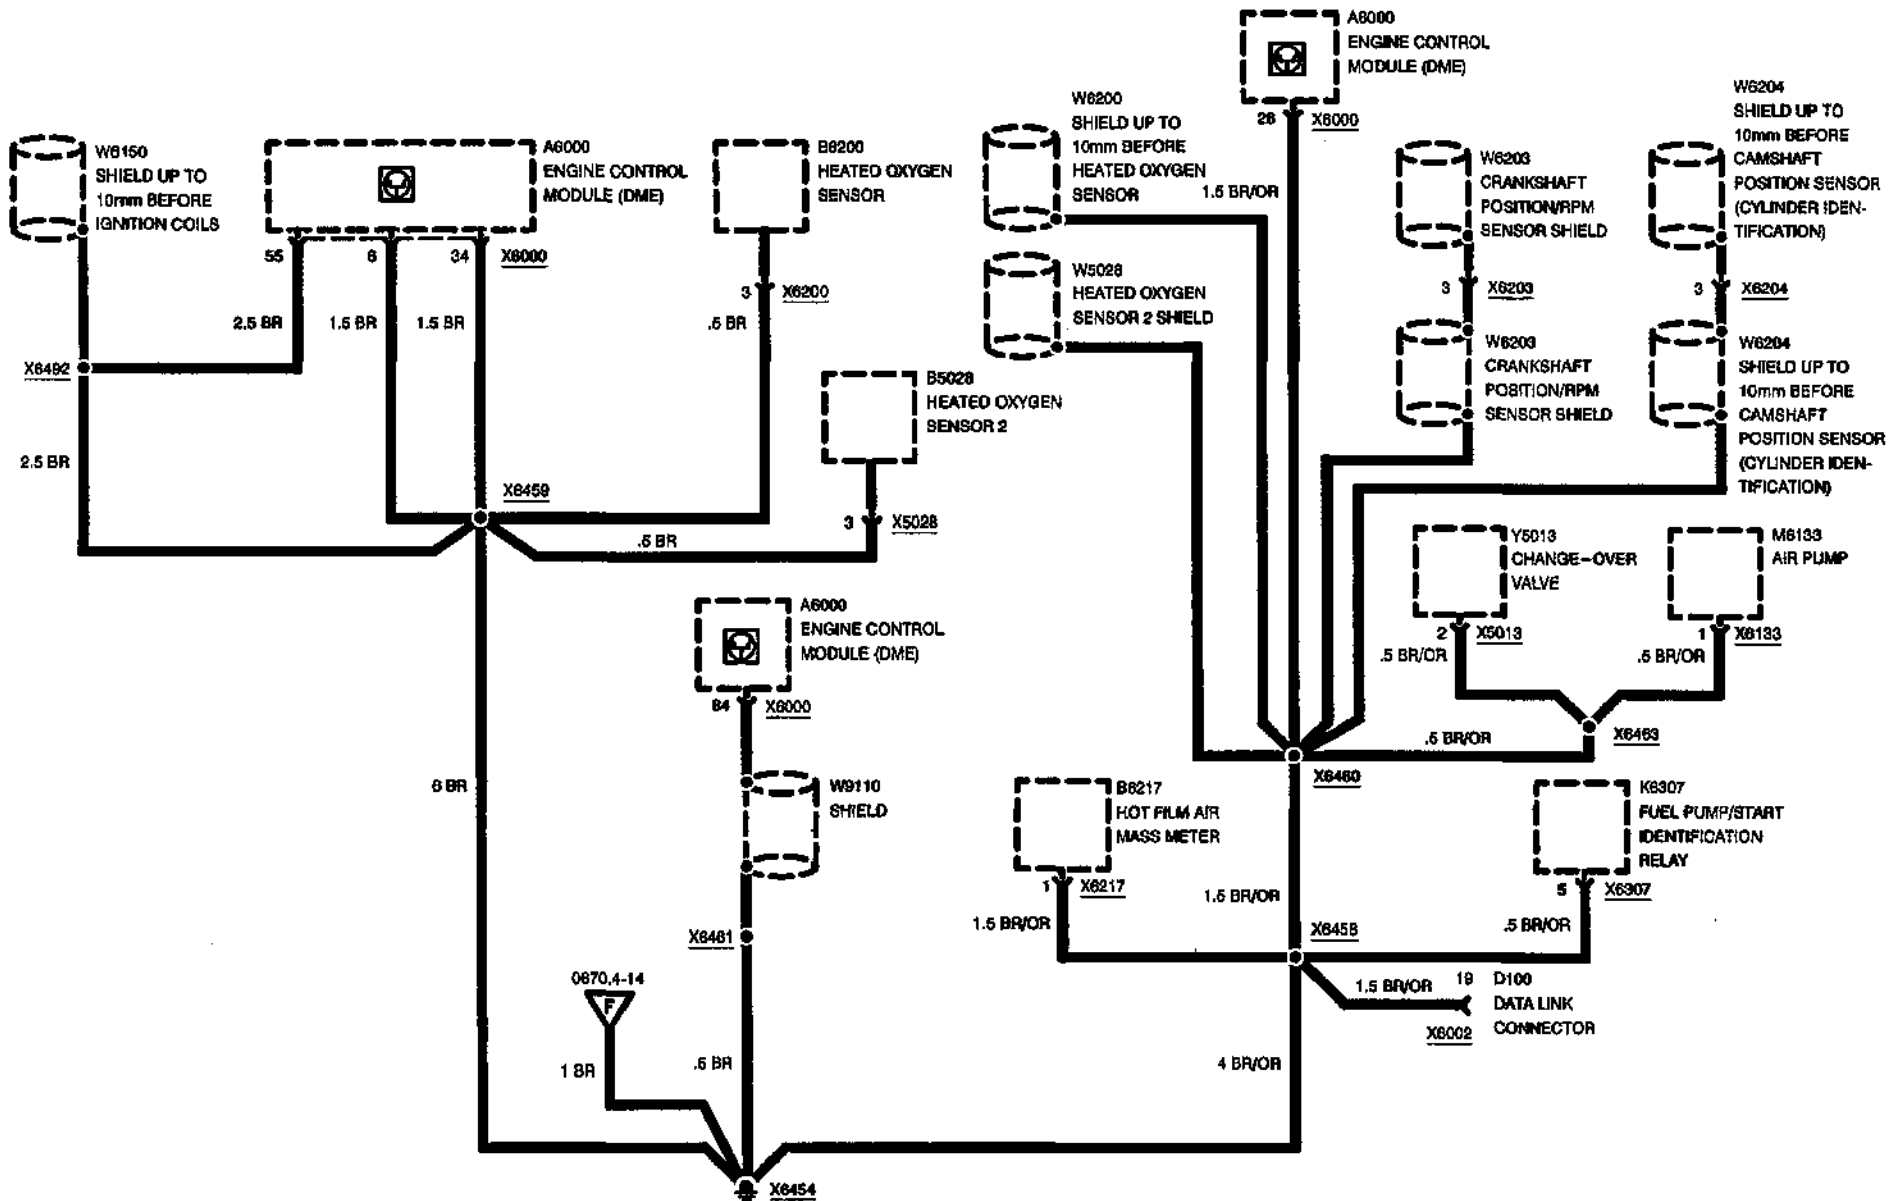 A6000
ENGINE CONTROL
MODULE (DME)
26
X6000
1.5 BR/OR
W6150
SHIELD UP TO
10mm BEFORE
IGNITION COILS
A6000
ENGINE CONTROL
MODULE (DME)
55
6
34
X6000
2.5 BR
1.5 BR
1.5 BR
B6200
HEATED OXYGEN
SENSOR
3
X6200
.5 BR
W6200
SHIELD UP TO
10mm BEFORE
HEATED OXYGEN
SENSOR
W5028
HEATED OXYGEN
SENSOR 2 SHIELD
W6203
CRANKSHAFT
POSITION/RPM
SENSOR SHIELD
3
X6203
W6203
CRANKSHAFT
POSITION/RPM
SENSOR SHIELD
W6204
SHIELD UP TO
10mm BEFORE
CAMSHAFT
POSITION SENSOR
(CYLINDER IDEN-
TIFICATION)
3
X6204
W6204
SHIELD UP TO
10mm BEFORE
CAMSHAFT
POSITION SENSOR
(CYLINDER IDEN-
TIFICATION)
X6492
2.5 BR
B5028
HEATED OXYGEN
SENSOR 2
3
X5028
.5 BR
X6459
6 BR
A6000
ENGINE CONTROL
MODULE (DME)
84
X6000
W9110
SHIELD
X6461
.5 BR
0670.4-14
F
1 BR
Y5013
CHANGE-OVER
VALVE
2
X5013
.5 BR/OR
M6133
AIR PUMP
1
X6133
.5 BR/OR
X6463
.5 BR/OR
X6460
B6217
HOT FILM AIR
MASS METER
1
X6217
1.5 BR/OR
1.5 BR/OR
K6307
FUEL PUMP/START
IDENTIFICATION
RELAY
5
X6307
.5 BR/OR
X6458
1.5 BR/OR
19
D100
DATA LINK
CONNECTOR
X6002
4 BR/OR
X6454